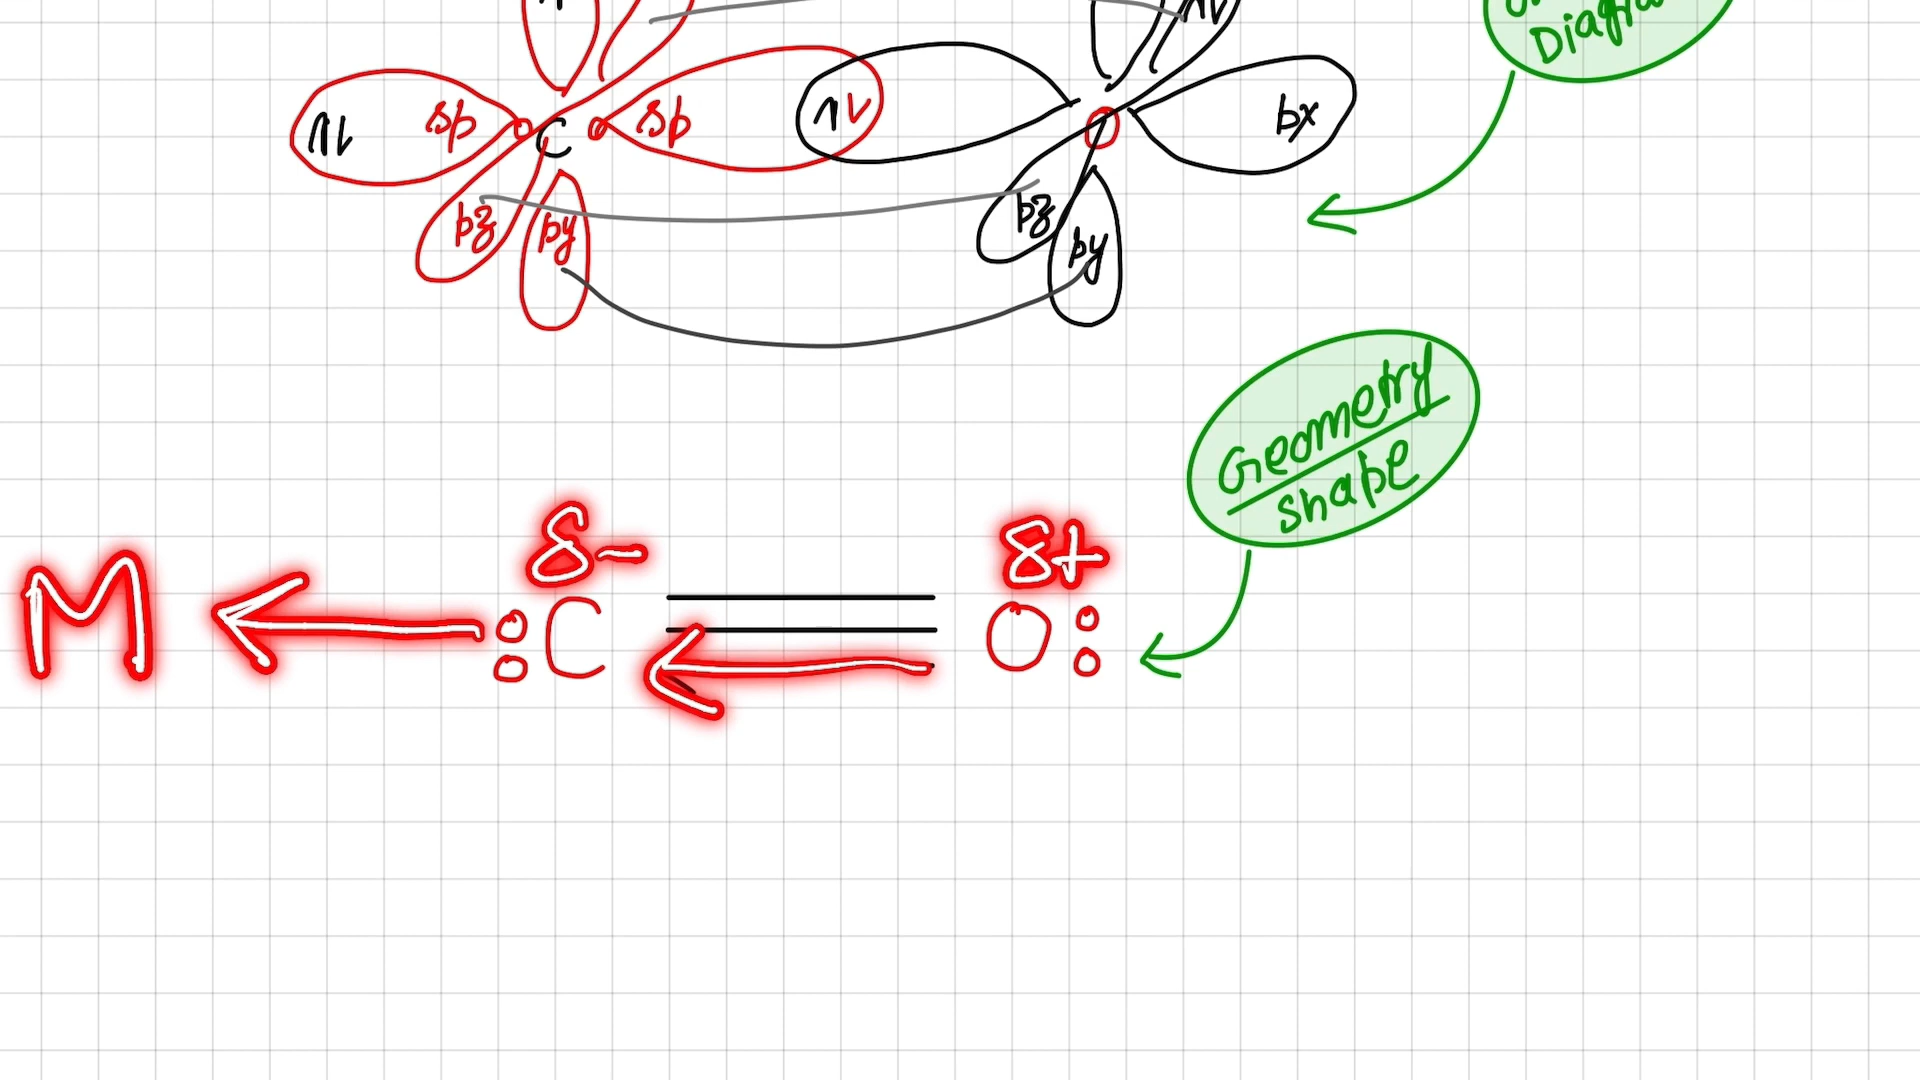 Diagra
sp C sp px
pz py pz py
Geometry
shape
δ- δ+
M ← :C ≡ O: